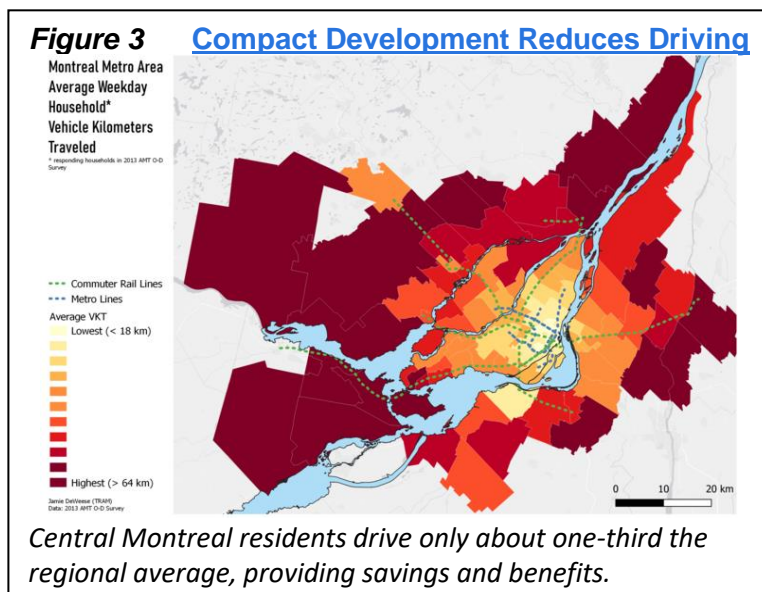 Figure 3 Compact Development Reduces Driving
Montreal Metro Area
Average Weekday
Household*
Vehicle Kilometers
Traveled
* responding households in 2013 AMT O-D
Survey
Commuter Rail Lines
Metro Lines
Average VKT
Lowest (< 18 km)
Highest (> 64 km)
Jamie DeWeese (TRAM)
Data: 2013 AMT O-D Survey
0 10 20 km
Central Montreal residents drive only about one-third the
regional average, providing savings and benefits.